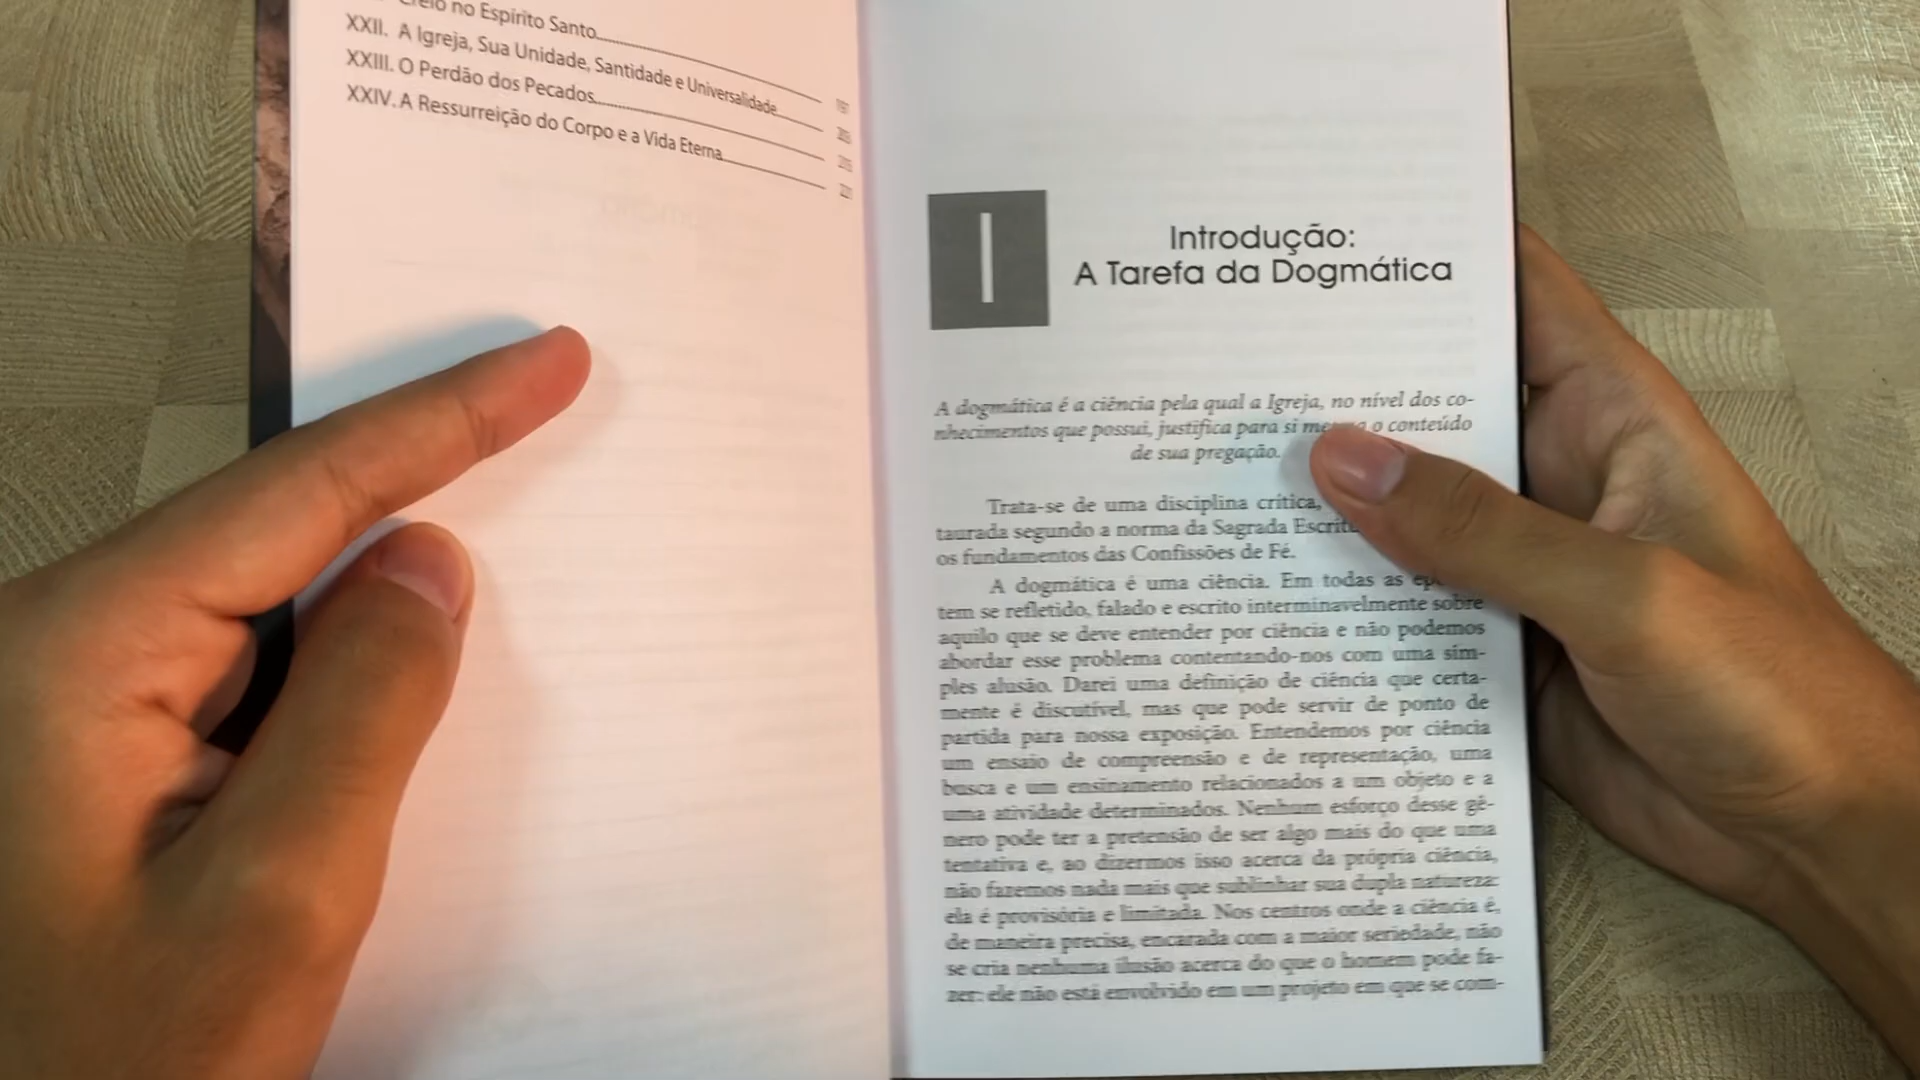 Creio no Espírito Santo
XXII. A Igreja, Sua Unidade, Santidade e Universalidade
XXIII. O Perdão dos Pecados
XXIV. A Ressurreição do Corpo e a Vida Eterna
I
Introdução:
A Tarefa da Dogmática
A dogmática é a ciência pela qual a Igreja, no nível dos co-
nhecimentos que possui, justifica para si o conteúdo
de sua pregação.
Trata-se de uma disciplina crítica,
taurada segundo a norma da Sagrada
os fundamentos das Confissões de Fé.
A dogmática é uma ciência. Em todas as
tem se refletido, falado e escrito interminavelmente sobre
aquilo que se deve entender por ciência e não podemos
abordar esse problema contentando-nos com uma sim-
ples alusão. Darei uma definição de ciência que certa-
mente é discutível, mas que pode servir de ponto de
partida para nossa exposição. Entendemos por ciência
um ensaio de compreensão e de representação, uma
busca e um ensinamento relacionados a um objeto e a
uma atividade determinados. Nenhum esforço desse gê-
nero pode ter a pretensão de ser algo mais do que uma
tentativa e, ao dizermos isso acerca da própria ciência,
não fazemos nada mais que sublinhar sua dupla natureza:
ela é provisória e limitada. Nos centros onde a ciência é,
de maneira precisa, encarada com a maior seriedade, não
se cria nenhuma ilusão acerca do que o homem pode fa-
zer: ele não está envolvido em um projeto em que se com-